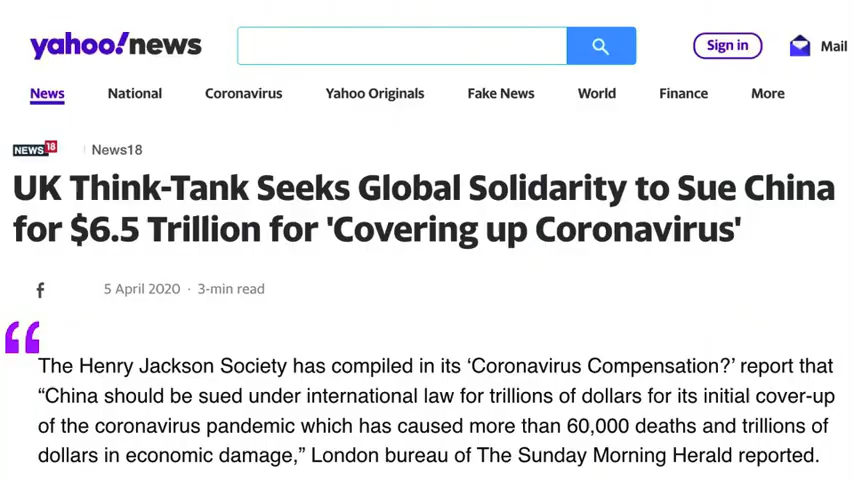 yahoo!news
Sign in
Mail
News
National
Coronavirus
Yahoo Originals
Fake News
World
Finance
More
NEWS 18
News18
UK Think-Tank Seeks Global Solidarity to Sue China
for $6.5 Trillion for 'Covering up Coronavirus'
f
5 April 2020 · 3-min read
“
The Henry Jackson Society has compiled in its ‘Coronavirus Compensation?’ report that
“China should be sued under international law for trillions of dollars for its initial cover-up
of the coronavirus pandemic which has caused more than 60,000 deaths and trillions of
dollars in economic damage,” London bureau of The Sunday Morning Herald reported.